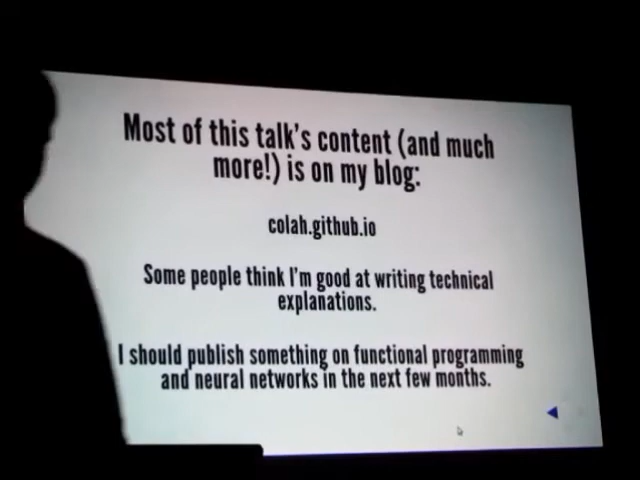 Most of this talk's content (and much
more!) is on my blog:
colah.github.io
Some people think I'm good at writing technical
explanations.
I should publish something on functional programming
and neural networks in the next few months.